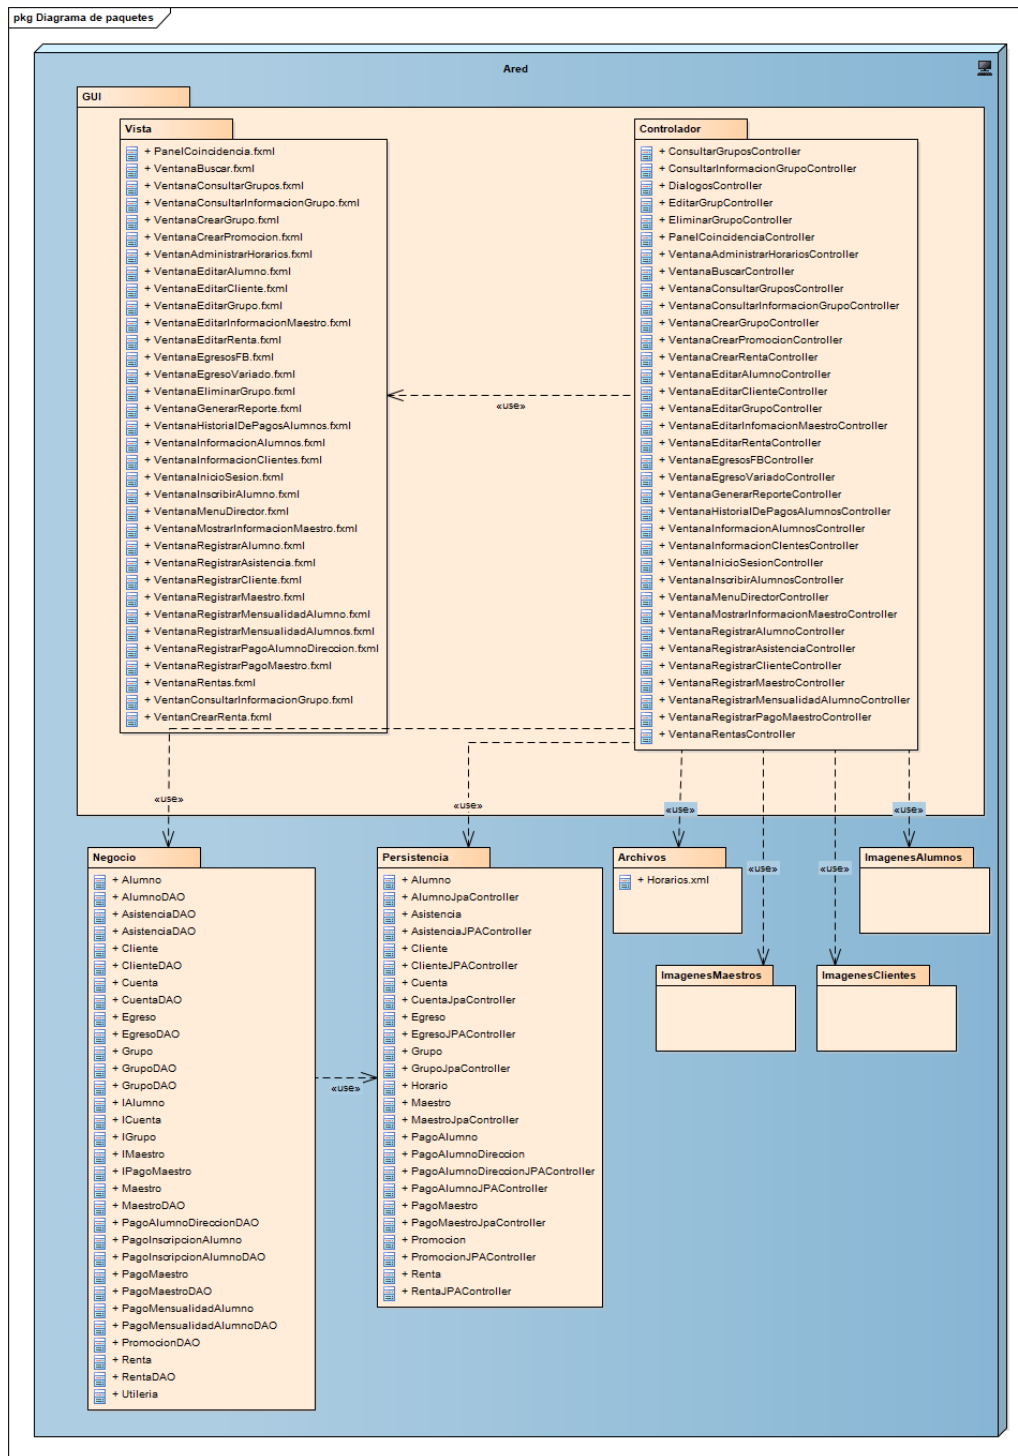 pkg Diagrama de paquetes
Ared
GUI
Vista
+ PanelCoincidencia.fxml
+ VentanaBuscar.fxml
+ VentanaConsultarGrupos.fxml
+ VentanaConsultarInformacionGrupo.fxml
+ VentanaCrearGrupo.fxml
+ VentanaCrearPromocion.fxml
+ VentanAdministrarHorarios.fxml
+ VentanaEditarAlumno.fxml
+ VentanaEditarCliente.fxml
+ VentanaEditarGrupo.fxml
+ VentanaEditarInformacionMaestro.fxml
+ VentanaEditarRenta.fxml
+ VentanaEgresosFB.fxml
+ VentanaEgresoVariado.fxml
+ VentanaEliminarGrupo.fxml
+ VentanaGenerarReporte.fxml
+ VentanaHistorialDePagosAlumnos.fxml
+ VentanaInformacionAlumnos.fxml
+ VentanaInformacionClientes.fxml
+ VentanaInicioSesion.fxml
+ VentanaInscribirAlumno.fxml
+ VentanaMenuDirector.fxml
+ VentanaMostrarInformacionMaestro.fxml
+ VentanaRegistrarAlumno.fxml
+ VentanaRegistrarAsistencia.fxml
+ VentanaRegistrarCliente.fxml
+ VentanaRegistrarMaestro.fxml
+ VentanaRegistrarMensualidadAlumno.fxml
+ VentanaRegistrarMensualidadAlumnos.fxml
+ VentanaRegistrarPagoAlumnoDireccion.fxml
+ VentanaRegistrarPagoMaestro.fxml
+ VentanaRentas.fxml
+ VentanConsultarInformacionGrupo.fxml
+ VentanCrearRenta.fxml
«use»
Controlador
+ ConsultarGruposController
+ ConsultarInformacionGrupoController
+ DialogosController
+ EditarGrupController
+ EliminarGrupoController
+ PanelCoincidenciaController
+ VentanaAdministrarHorariosController
+ VentanaBuscarController
+ VentanaConsultarGruposController
+ VentanaConsultarInformacionGrupoController
+ VentanaCrearGrupoController
+ VentanaCrearPromocionController
+ VentanaCrearRentaController
+ VentanaEditarAlumnoController
+ VentanaEditarClienteController
+ VentanaEditarGrupoController
+ VentanaEditarInfomacionMaestroController
+ VentanaEditarRentaController
+ VentanaEgresosFBController
+ VentanaEgresoVariadoController
+ VentanaGenerarReporteController
+ VentanaHistorialDePagosAlumnosController
+ VentanaInformacionAlumnosController
+ VentanaInformacionClentesController
+ VentanaInicioSesionController
+ VentanaInscribirAlumnosController
+ VentanaMenuDirectorController
+ VentanaMostrarInformacionMaestroController
+ VentanaRegistrarAlumnoController
+ VentanaRegistrarAsistenciaController
+ VentanaRegistrarClienteController
+ VentanaRegistrarMaestroController
+ VentanaRegistrarMensualidadAlumnoController
+ VentanaRegistrarPagoMaestroController
+ VentanaRentasController
«use»
«use»
«use»
«use»
«use»
«use»
Negocio
+ Alumno
+ AlumnoDAO
+ AsistenciaDAO
+ AsistenciaDAO
+ Cliente
+ ClienteDAO
+ Cuenta
+ CuentaDAO
+ Egreso
+ EgresoDAO
+ Grupo
+ GrupoDAO
+ GrupoDAO
+ IAlumno
+ ICuenta
+ IGrupo
+ IMaestro
+ IPagoMaestro
+ Maestro
+ MaestroDAO
+ PagoAlumnoDireccionDAO
+ PagoInscripcionAlumno
+ PagoInscripcionAlumnoDAO
+ PagoMaestro
+ PagoMaestroDAO
+ PagoMensualidadAlumno
+ PagoMensualidadAlumnoDAO
+ PromocionDAO
+ Renta
+ RentaDAO
+ Utileria
«use»
Persistencia
+ Alumno
+ AlumnoJpaController
+ Asistencia
+ AsistenciaJPAController
+ Cliente
+ ClienteJPAController
+ Cuenta
+ CuentaJpaController
+ Egreso
+ EgresoJPAController
+ Grupo
+ GrupoJpaController
+ Horario
+ Maestro
+ MaestroJpaController
+ PagoAlumno
+ PagoAlumnoDireccion
+ PagoAlumnoDireccionJPAController
+ PagoAlumnoJPAController
+ PagoMaestro
+ PagoMaestroJpaController
+ Promocion
+ PromocionJPAController
+ Renta
+ RentaJPAController
Archivos
+ Horarios.xml
ImagenesAlumnos
ImagenesMaestros
ImagenesClientes